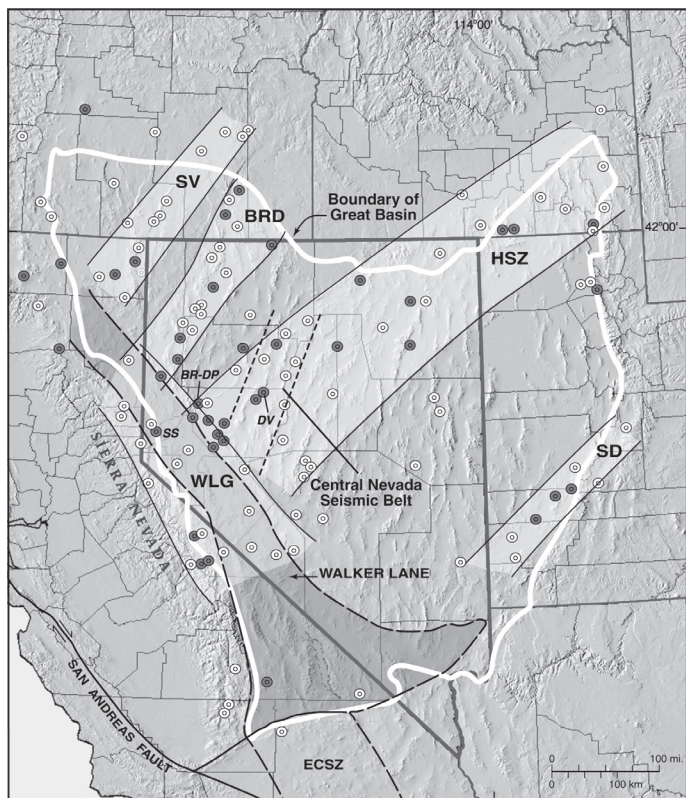 114°00'
SV
BRD
Boundary of
Great Basin
42°00'
HSZ
BR-DP
DV
SS
SIERRA NEVADA
SD
WLG
Central Nevada
Seismic Belt
WALKER LANE
SAN ANDREAS FAULT
ECSZ
0 100 mi.
0 100 km